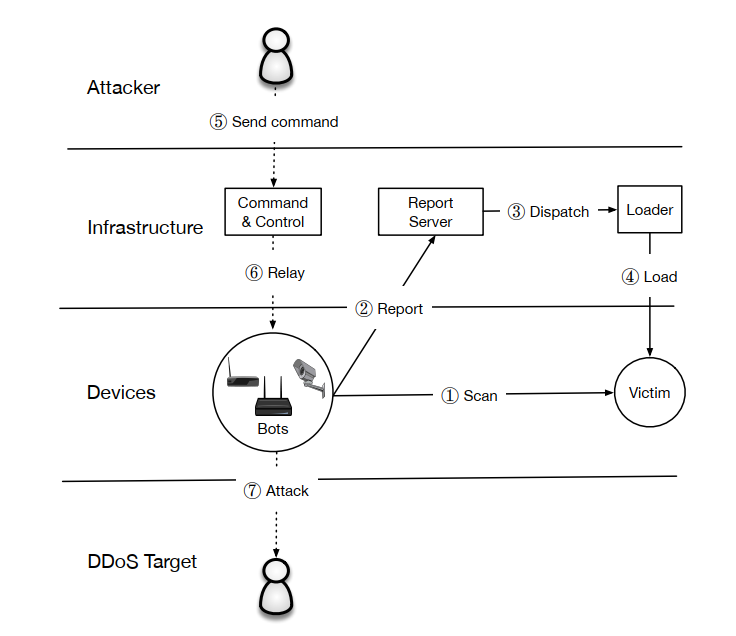 Attacker
⑤ Send command
Infrastructure
Command
& Control
Report
Server
③ Dispatch
Loader
⑥ Relay
④ Load
② Report
Devices
Bots
① Scan
Victim
⑦ Attack
DDoS Target